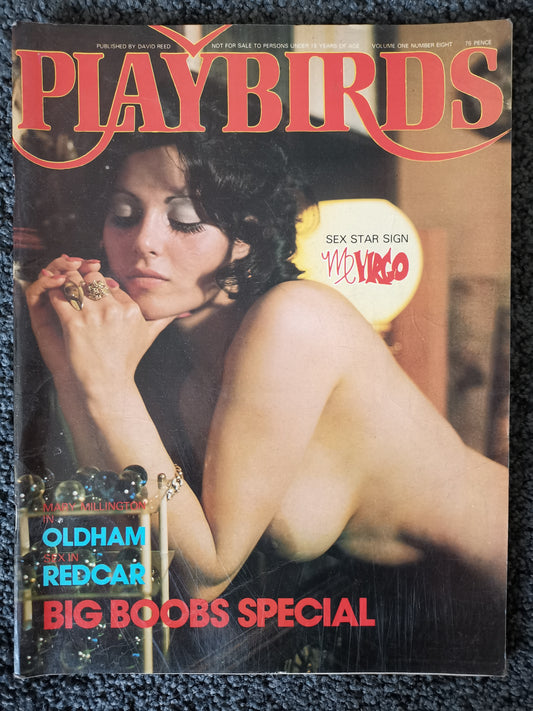 PUBLISHED BY DAVID REED NOT FOR SALE TO PERSONS UNDER 18 YEARS OF AGE VOLUME ONE NUMBER EIGHT 75 PENCE
PLAYBIRDS
SEX STAR SIGN
VIRGO
MARY MILLINGTON
IN
OLDHAM
SEX IN
REDCAR
BIG BOOBS SPECIAL